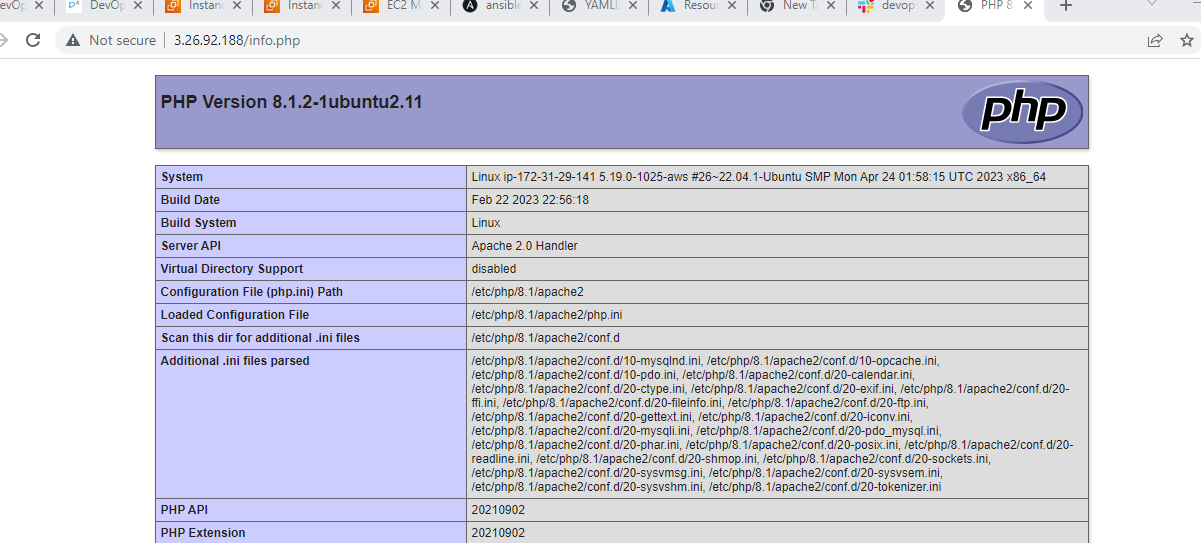 DevOp
Instan
Instan
EC2 M
ansible
Resour
New T
devop
PHP 8
Not secure
3.26.92.188/info.php
PHP Version 8.1.2-1ubuntu2.11
php
System Linux ip-172-31-29-141 5.19.0-1025-aws #26~22.04.1-Ubuntu SMP Mon Apr 24 01:58:15 UTC 2023 x86_64
Build Date Feb 22 2023 22:56:18
Build System Linux
Server API Apache 2.0 Handler
Virtual Directory Support disabled
Configuration File (php.ini) Path /etc/php/8.1/apache2
Loaded Configuration File /etc/php/8.1/apache2/php.ini
Scan this dir for additional .ini files /etc/php/8.1/apache2/conf.d
Additional .ini files parsed /etc/php/8.1/apache2/conf.d/10-mysqlnd.ini, /etc/php/8.1/apache2/conf.d/10-opcache.ini,
/etc/php/8.1/apache2/conf.d/10-pdo.ini, /etc/php/8.1/apache2/conf.d/20-calendar.ini,
/etc/php/8.1/apache2/conf.d/20-ctype.ini, /etc/php/8.1/apache2/conf.d/20-exif.ini, /etc/php/8.1/apache2/conf.d/20-
ffi.ini, /etc/php/8.1/apache2/conf.d/20-fileinfo.ini, /etc/php/8.1/apache2/conf.d/20-ftp.ini,
/etc/php/8.1/apache2/conf.d/20-gettext.ini, /etc/php/8.1/apache2/conf.d/20-iconv.ini,
/etc/php/8.1/apache2/conf.d/20-mysqli.ini, /etc/php/8.1/apache2/conf.d/20-pdo_mysql.ini,
/etc/php/8.1/apache2/conf.d/20-phar.ini, /etc/php/8.1/apache2/conf.d/20-posix.ini, /etc/php/8.1/apache2/conf.d/20-
readline.ini, /etc/php/8.1/apache2/conf.d/20-shmop.ini, /etc/php/8.1/apache2/conf.d/20-sockets.ini,
/etc/php/8.1/apache2/conf.d/20-sysvmsg.ini, /etc/php/8.1/apache2/conf.d/20-sysvsem.ini,
/etc/php/8.1/apache2/conf.d/20-sysvshm.ini, /etc/php/8.1/apache2/conf.d/20-tokenizer.ini
PHP API 20210902
PHP Extension 20210902